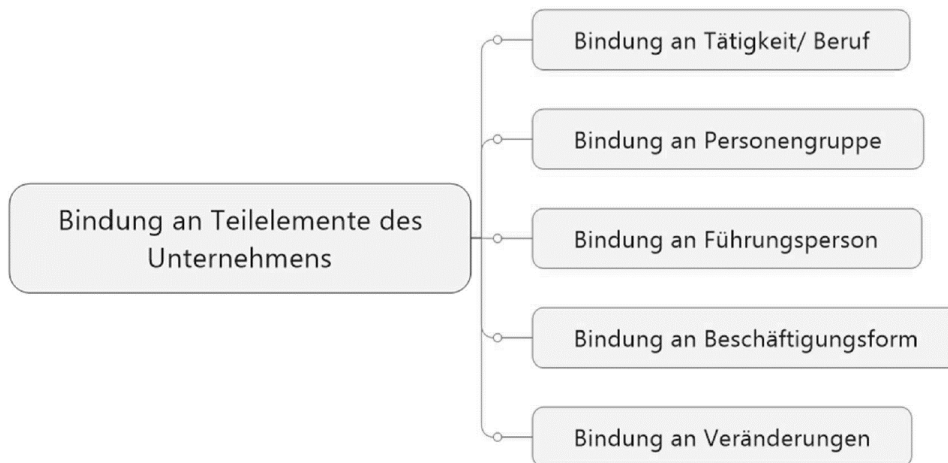 Bindung an Tätigkeit/ Beruf
Bindung an Personengruppe
Bindung an Teilelemente des
Unternehmens
Bindung an Führungsperson
Bindung an Beschäftigungsform
Bindung an Veränderungen